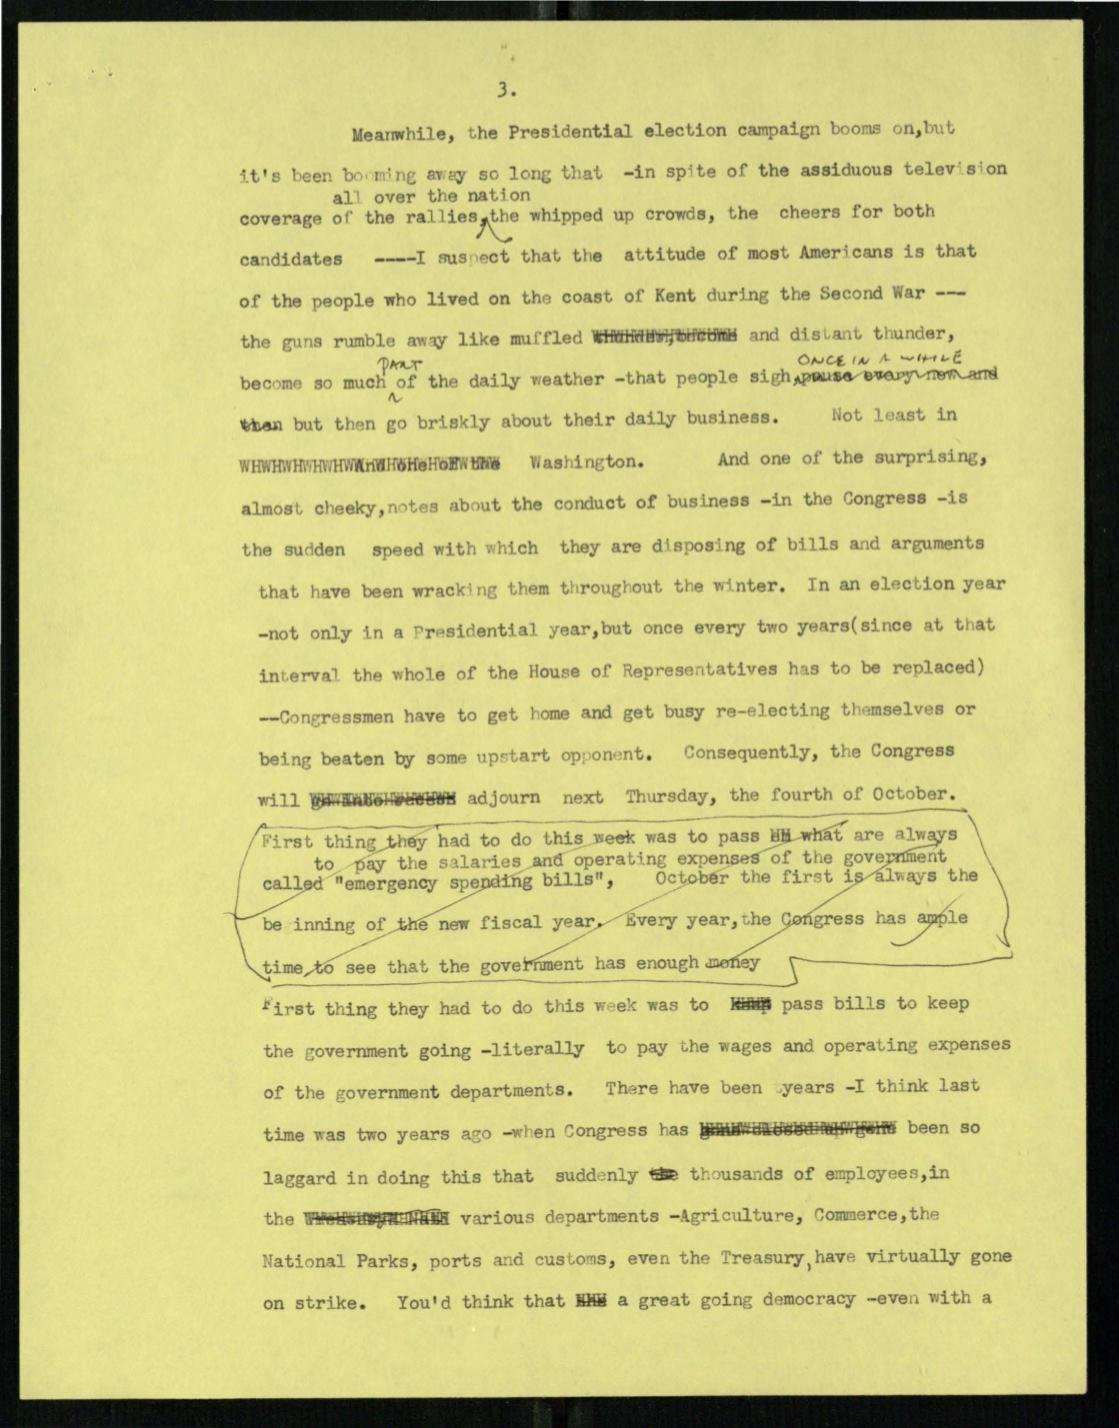 3.
Meanwhile, the Presidential election campaign booms on,but
it's been booming away so long that -in spite of the assiduous television
all over the nation
coverage of the rallies, the whipped up crowds, the cheers for both
candidates ----I suspect that the attitude of most Americans is that
of the people who lived on the coast of Kent during the Second War ---
the guns rumble away like muffled and distant thunder,
PART ONCE IN A WHILE
become so much of the daily weather -that people sigh, pause every now and
then but then go briskly about their daily business. Not least in
Washington. And one of the surprising,
almost cheeky,notes about the conduct of business -in the Congress -is
the sudden speed with which they are disposing of bills and arguments
that have been wracking them throughout the winter. In an election year
-not only in a Presidential year,but once every two years(since at that
interval the whole of the House of Representatives has to be replaced)
--Congressmen have to get home and get busy re-electing themselves or
being beaten by some upstart opponent. Consequently, the Congress
will adjourn next Thursday, the fourth of October.
First thing they had to do this week was to pass what are always
to pay the salaries and operating expenses of the government
called "emergency spending bills", October the first is always the
be inning of the new fiscal year. Every year,the Congress has ample
time to see that the government has enough money
First thing they had to do this week was to pass bills to keep
the government going -literally to pay the wages and operating expenses
of the government departments. There have been years -I think last
time was two years ago -when Congress has been so
laggard in doing this that suddenly the thousands of employees,in
the various departments -Agriculture, Commerce,the
National Parks, ports and customs, even the Treasury,have virtually gone
on strike. You'd think that a great going democracy -even with a